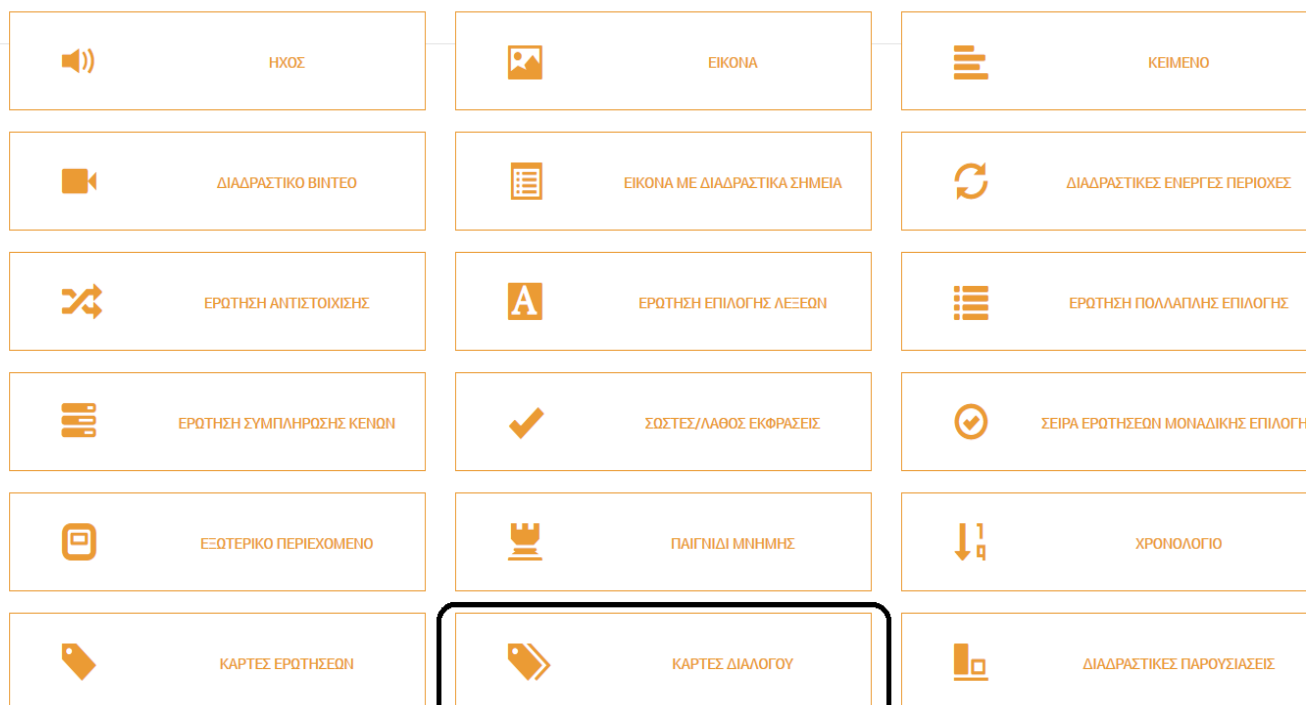 ΗΧΟΣ
ΕΙΚΟΝΑ
ΚΕΙΜΕΝΟ
ΔΙΑΔΡΑΣΤΙΚΟ ΒΙΝΤΕΟ
ΕΙΚΟΝΑ ΜΕ ΔΙΑΔΡΑΣΤΙΚΑ ΣΗΜΕΙΑ
ΔΙΑΔΡΑΣΤΙΚΕΣ ΕΝΕΡΓΕΣ ΠΕΡΙΟΧΕΣ
ΕΡΩΤΗΣΗ ΑΝΤΙΣΤΟΙΧΙΣΗΣ
ΕΡΩΤΗΣΗ ΕΠΙΛΟΓΗΣ ΛΕΞΕΩΝ
ΕΡΩΤΗΣΗ ΠΟΛΛΑΠΛΗΣ ΕΠΙΛΟΓΗΣ
ΕΡΩΤΗΣΗ ΣΥΜΠΛΗΡΩΣΗΣ ΚΕΝΩΝ
ΣΩΣΤΕΣ/ΛΑΘΟΣ ΕΚΦΡΑΣΕΙΣ
ΣΕΙΡΑ ΕΡΩΤΗΣΕΩΝ ΜΟΝΑΔΙΚΗΣ ΕΠΙΛΟΓΗ
ΕΞΩΤΕΡΙΚΟ ΠΕΡΙΕΧΟΜΕΝΟ
ΠΑΙΓΝΙΔΙ ΜΝΗΜΗΣ
ΧΡΟΝΟΛΟΓΙΟ
ΚΑΡΤΕΣ ΕΡΩΤΗΣΕΩΝ
ΚΑΡΤΕΣ ΔΙΑΛΟΓΟΥ
ΔΙΑΔΡΑΣΤΙΚΕΣ ΠΑΡΟΥΣΙΑΣΕΙΣ